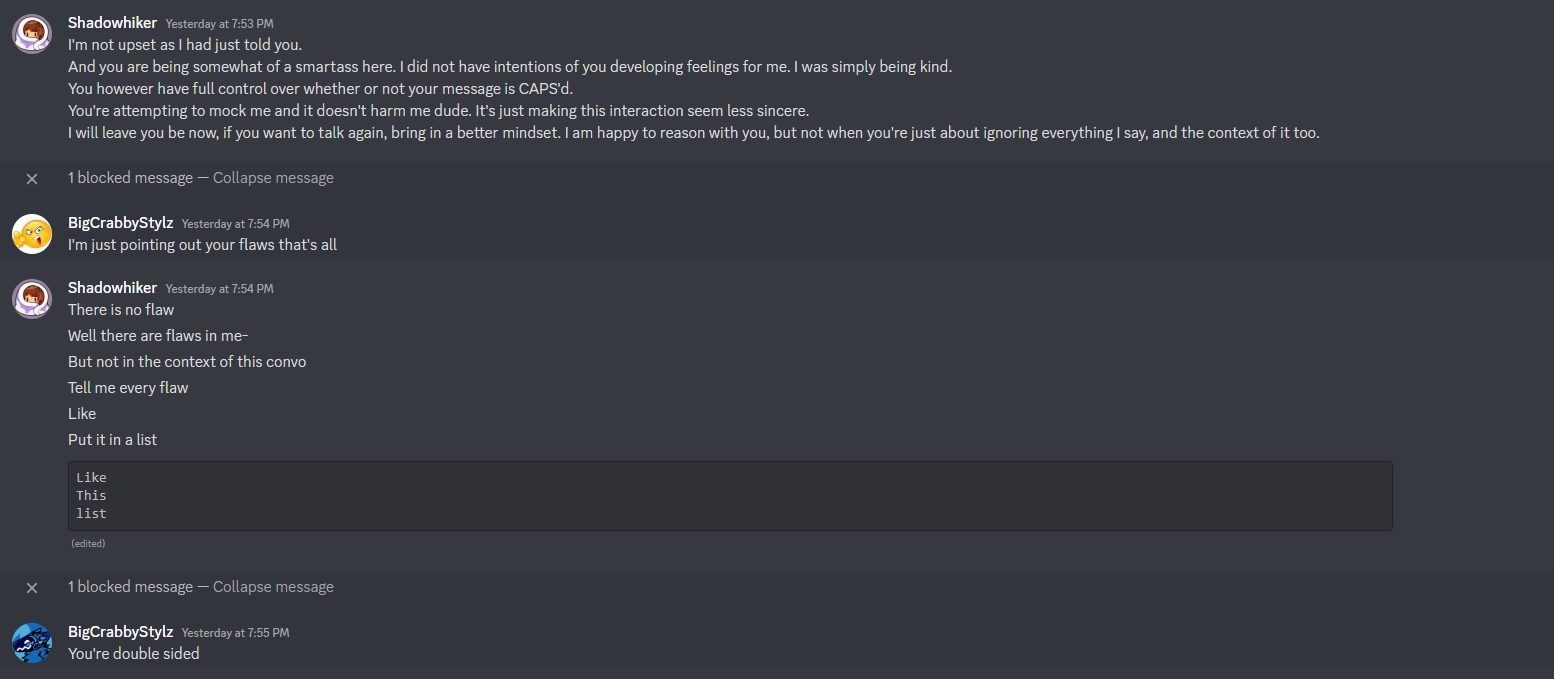 Shadowhiker Yesterday at 7:53 PM
I'm not upset as I had just told you.
And you are being somewhat of a smartass here. I did not have intentions of you developing feelings for me. I was simply being kind.
You however have full control over whether or not your message is CAPS'd.
You're attempting to mock me and it doesn't harm me dude. It's just making this interaction seem less sincere.
I will leave you be now, if you want to talk again, bring in a better mindset. I am happy to reason with you, but not when you're just about ignoring everything I say, and the context of it too.
1 blocked message — Collapse message
BigCrabbyStylz Yesterday at 7:54 PM
I'm just pointing out your flaws that's all
Shadowhiker Yesterday at 7:54 PM
There is no flaw
Well there are flaws in me-
But not in the context of this convo
Tell me every flaw
Like
Put it in a list
Like
This
list
(edited)
1 blocked message — Collapse message
BigCrabbyStylz Yesterday at 7:55 PM
You're double sided